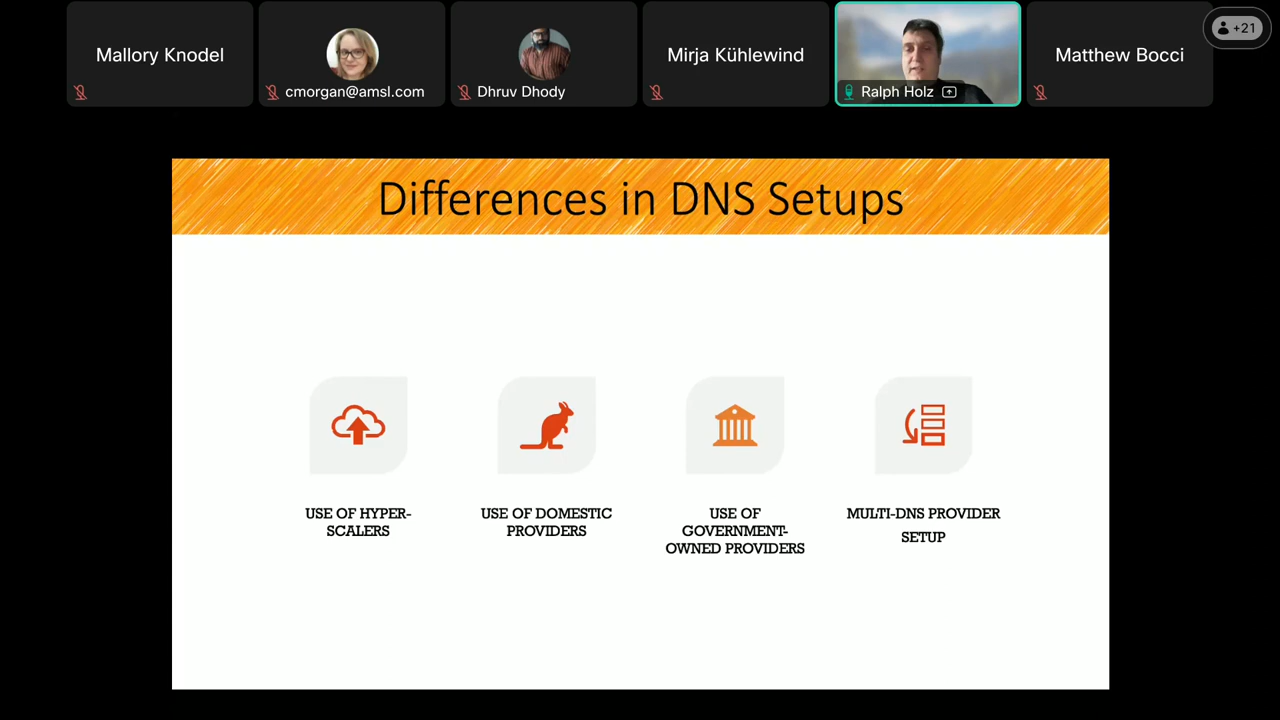 Mallory Knodel
cmorgan@amsl.com
Dhruv Dhody
Mirja Kühlewind
Ralph Holz
Matthew Bocci
+21
Differences in DNS Setups
USE OF HYPER-
SCALERS
USE OF DOMESTIC
PROVIDERS
USE OF
GOVERNMENT-
OWNED PROVIDERS
MULTI-DNS PROVIDER
SETUP